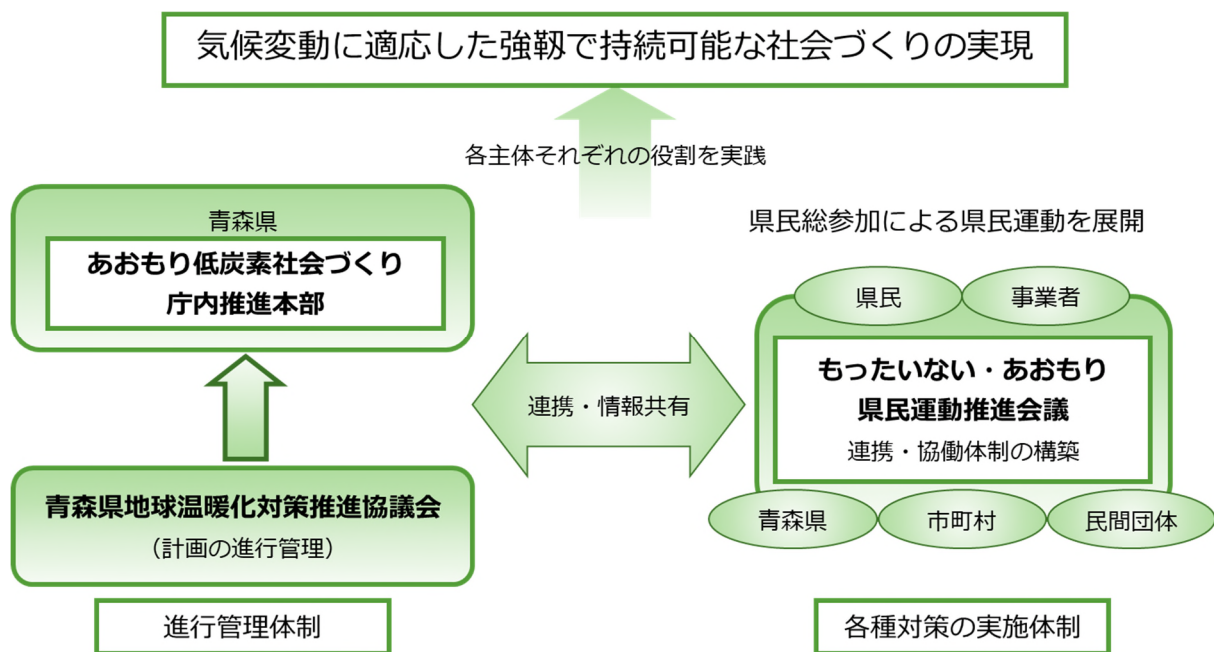 気候変動に適応した強靱で持続可能な社会づくりの実現
各主体それぞれの役割を実践
青森県
あおもり低炭素社会づくり
庁内推進本部
青森県地球温暖化対策推進協議会
（計画の進行管理）
進行管理体制
連携・情報共有
県民総参加による県民運動を展開
県民
事業者
もったいない・あおもり
県民運動推進会議
連携・協働体制の構築
青森県
市町村
民間団体
各種対策の実施体制